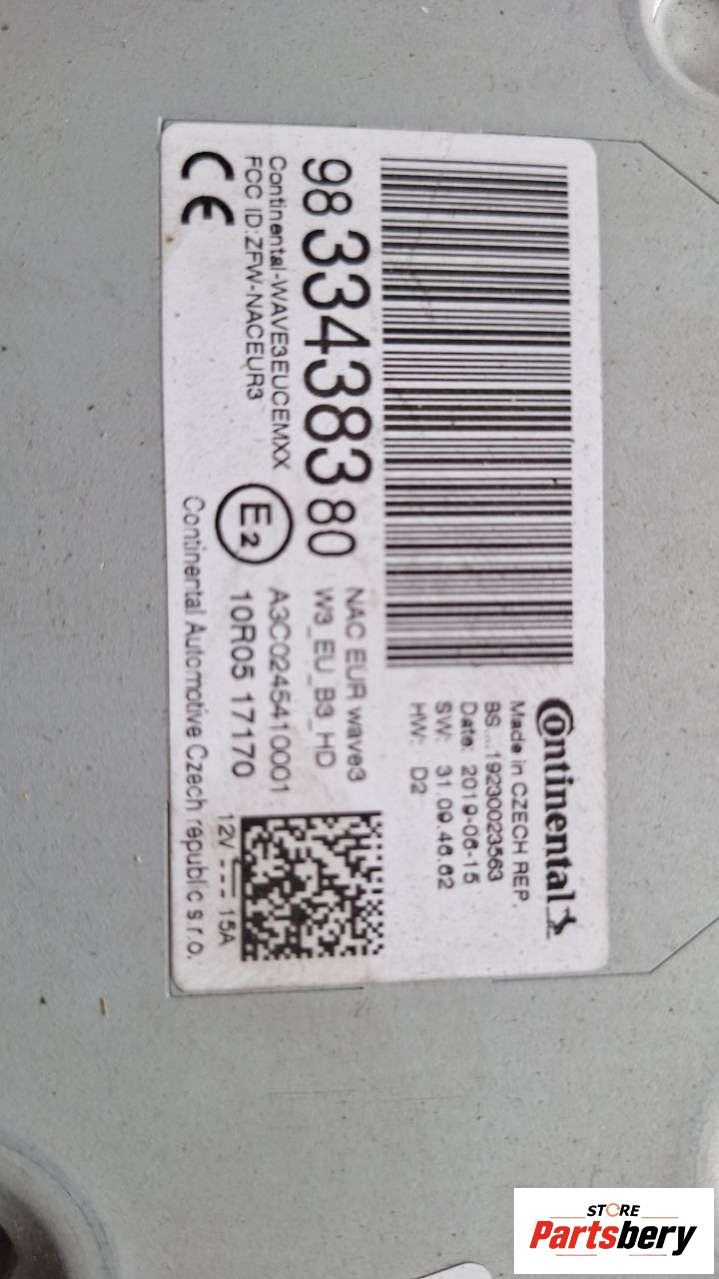 Continental
Made in CZECH REP.
BS...19230023563
Date: 2019-06-15
SW: 31.09.46.62
HW: D2
98 334383 80
NAC EUR wave3
W3_EU_B3_HD
Continental-WAVE3EUCEMXX
FCC ID:ZFW-NACEUR3
CE
E2
A3C0245410001
10R05 17170
12V 15A
Continental Automotive Czech republic s.r.o.
STORE
Partsbery